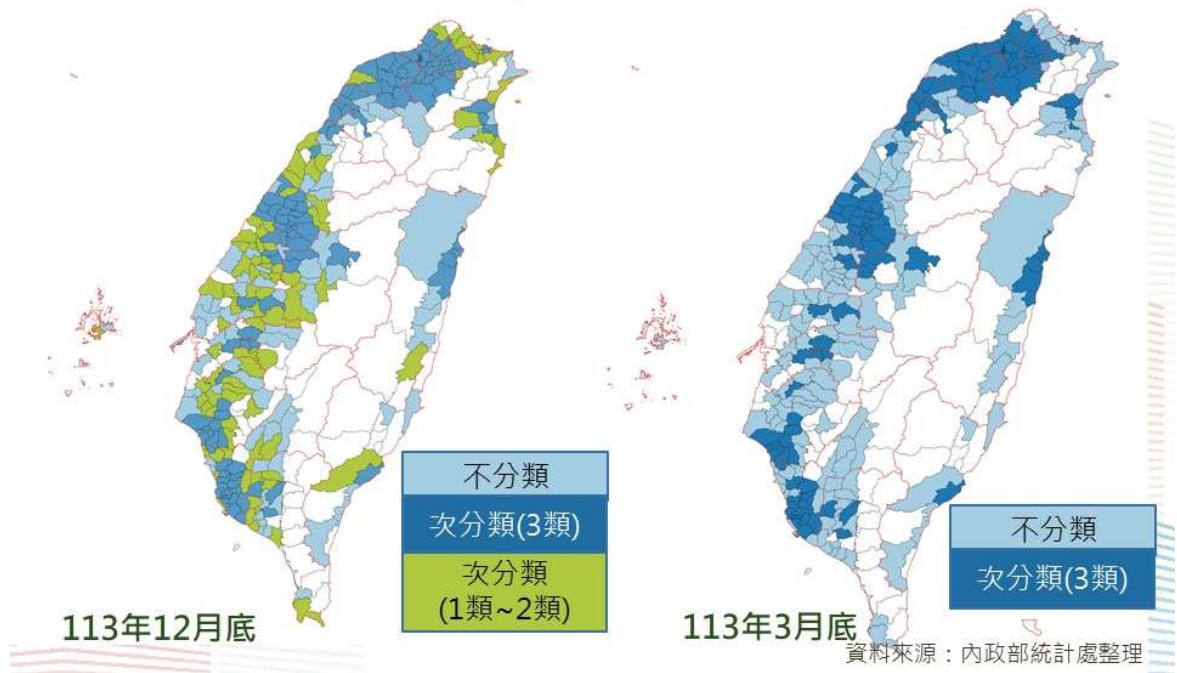 不分類
次分類(3類)
次分類
(1類~2類)
113年12月底
不分類
次分類(3類)
113年3月底
資料來源：內政部統計處整理